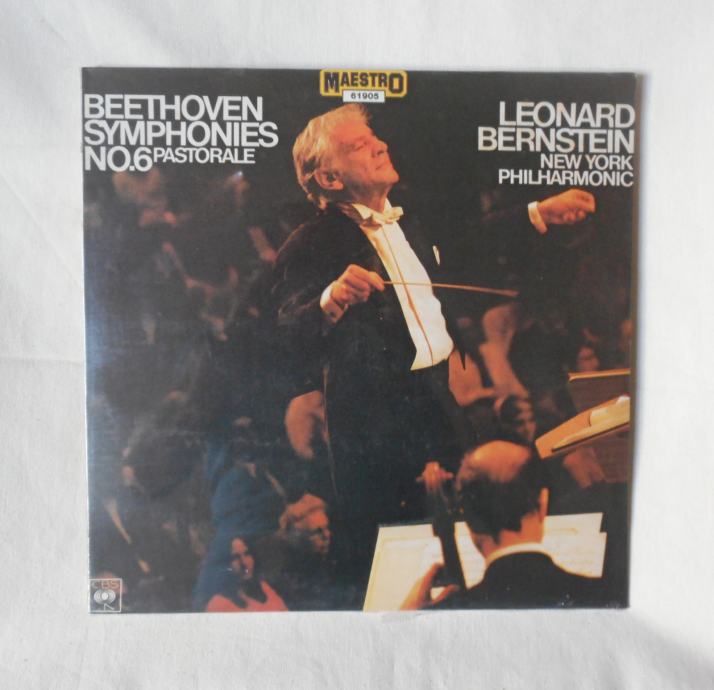 MAESTRO
61905
BEETHOVEN
SYMPHONIES
NO.6 PASTORALE
LEONARD
BERNSTEIN
NEW YORK
PHILHARMONIC
CBS